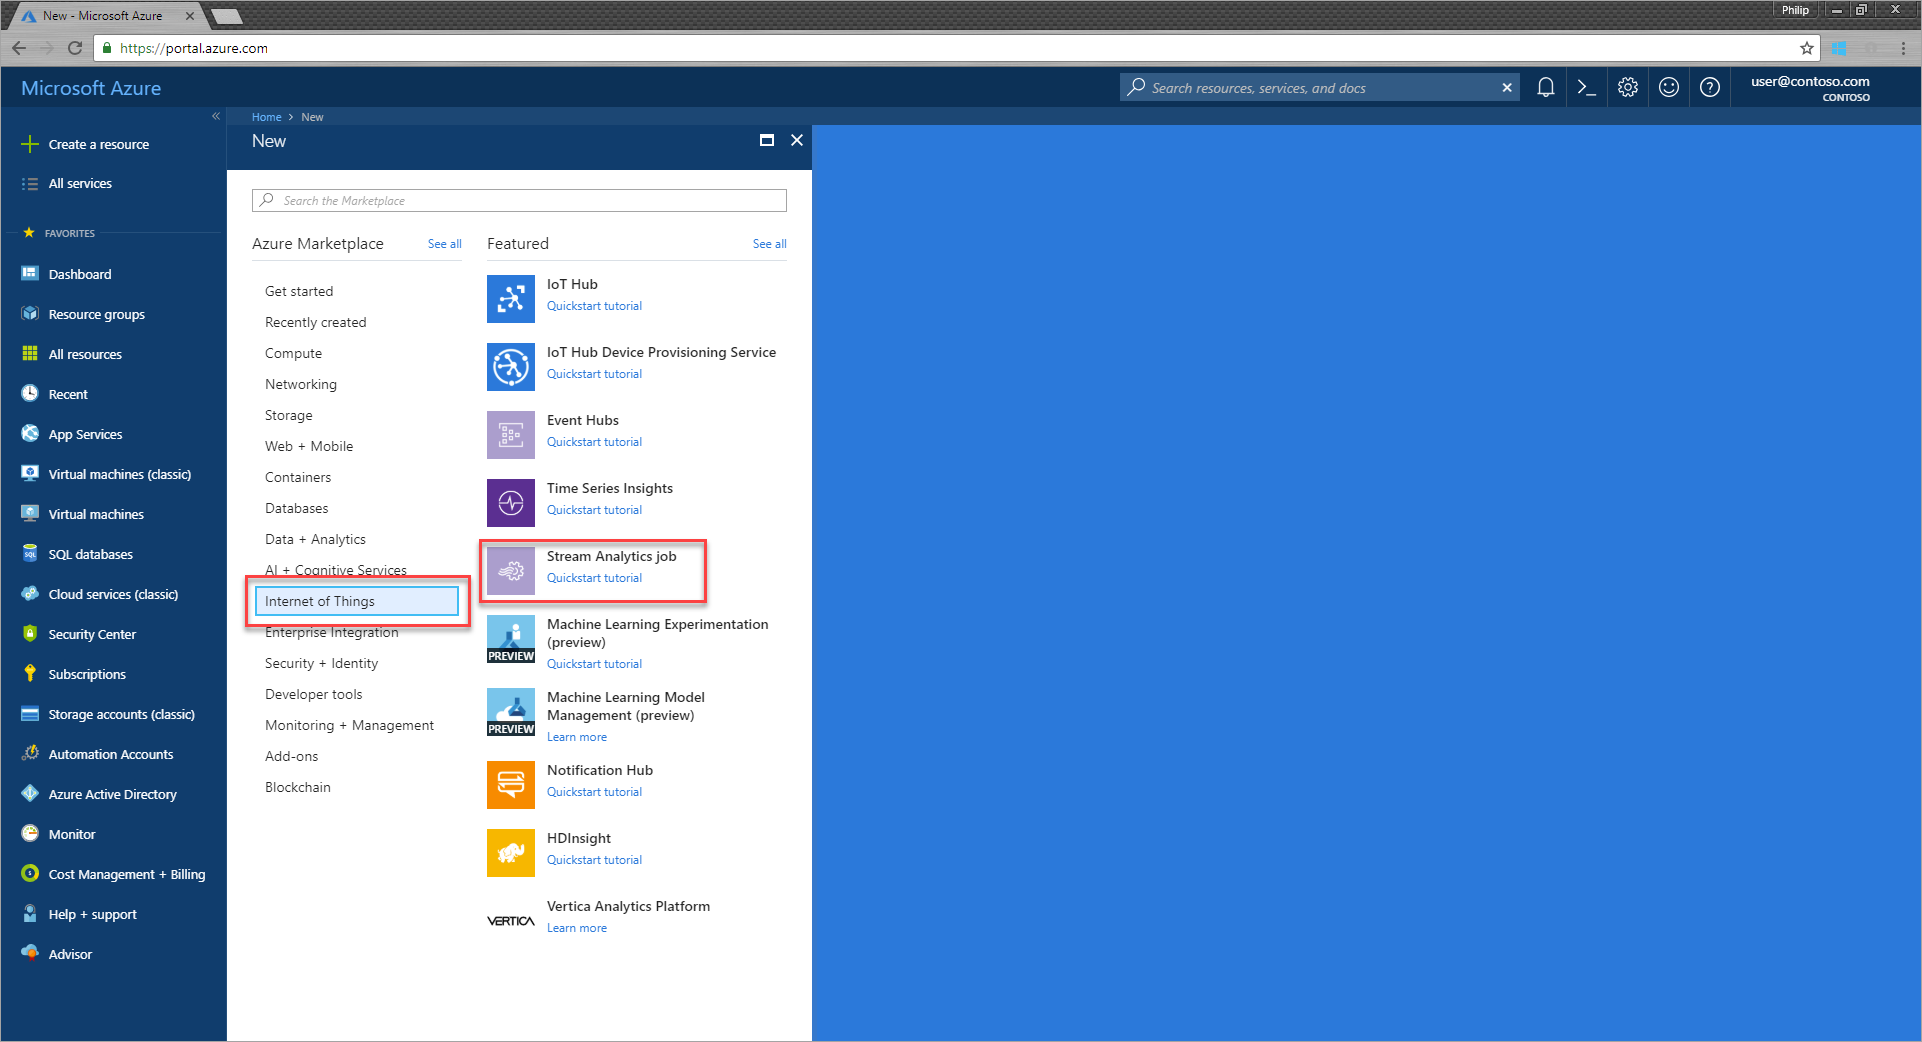 New - Microsoft Azure
Philip
https://portal.azure.com
Microsoft Azure
Search resources, services, and docs
user@contoso.com
CONTOSO
Home > New
New
Create a resource
All services
FAVORITES
Dashboard
Resource groups
All resources
Recent
App Services
Virtual machines (classic)
Virtual machines
SQL databases
Cloud services (classic)
Security Center
Subscriptions
Storage accounts (classic)
Automation Accounts
Azure Active Directory
Monitor
Cost Management + Billing
Help + support
Advisor
Search the Marketplace
Azure Marketplace
See all
Get started
Recently created
Compute
Networking
Storage
Web + Mobile
Containers
Databases
Data + Analytics
AI + Cognitive Services
Internet of Things
Enterprise Integration
Security + Identity
Developer tools
Monitoring + Management
Add-ons
Blockchain
Featured
See all
IoT Hub
Quickstart tutorial
IoT Hub Device Provisioning Service
Quickstart tutorial
Event Hubs
Quickstart tutorial
Time Series Insights
Quickstart tutorial
Stream Analytics job
Quickstart tutorial
Machine Learning Experimentation
(preview)
PREVIEW
Quickstart tutorial
Machine Learning Model
Management (preview)
PREVIEW
Learn more
Notification Hub
Quickstart tutorial
HDInsight
Quickstart tutorial
Vertica Analytics Platform
VERTICA
Learn more